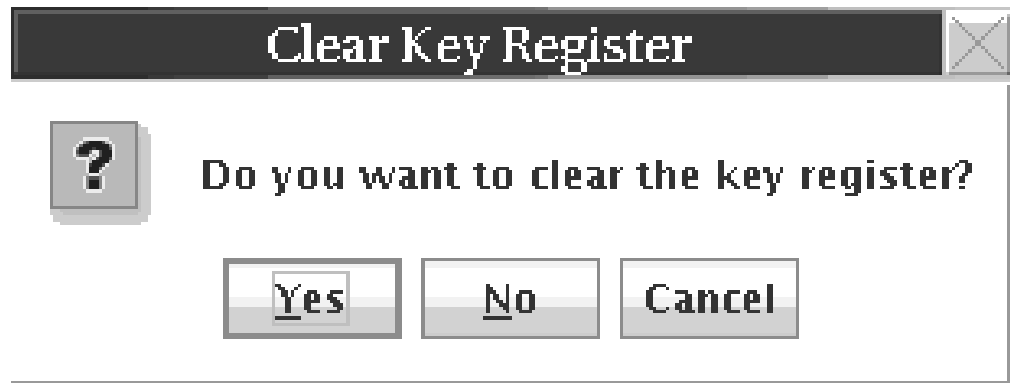 Clear Key Register
Do you want to clear the key register?
Yes No Cancel